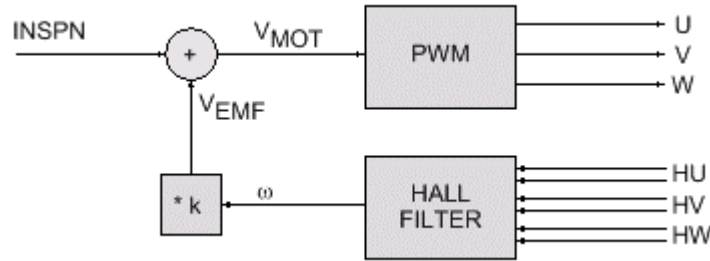 INSPN
+
VMOT
PWM
U
V
W
VEMF
* k
ω
HALL
FILTER
HU
HV
HW